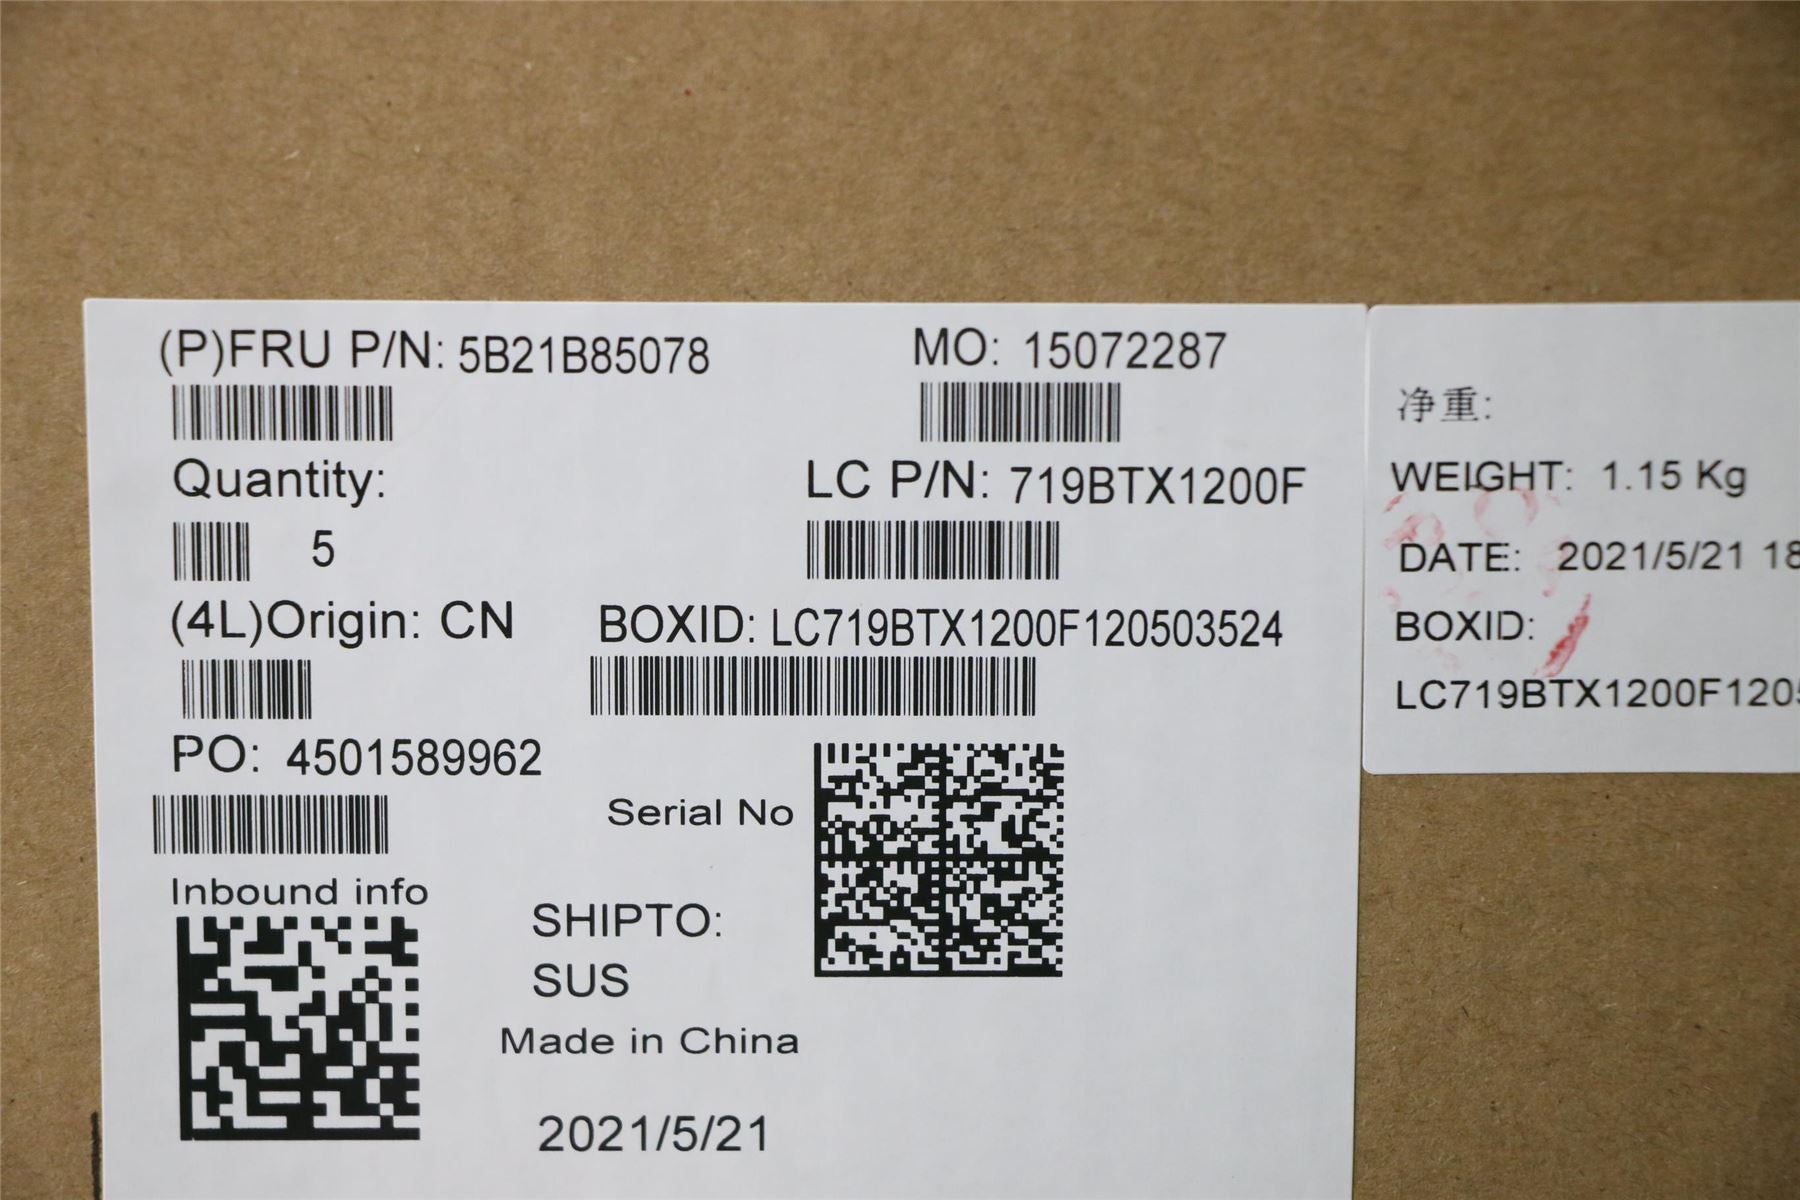 (P)FRU P/N: 5B21B85078
MO: 15072287
Quantity:
5
LC P/N: 719BTX1200F
(4L)Origin: CN
BOXID: LC719BTX1200F120503524
PO: 4501589962
Serial No
Inbound info
SHIPTO:
SUS
Made in China
2021/5/21
净重:
WEIGHT: 1.15 Kg
DATE: 2021/5/21 18
BOXID:
LC719BTX1200F120